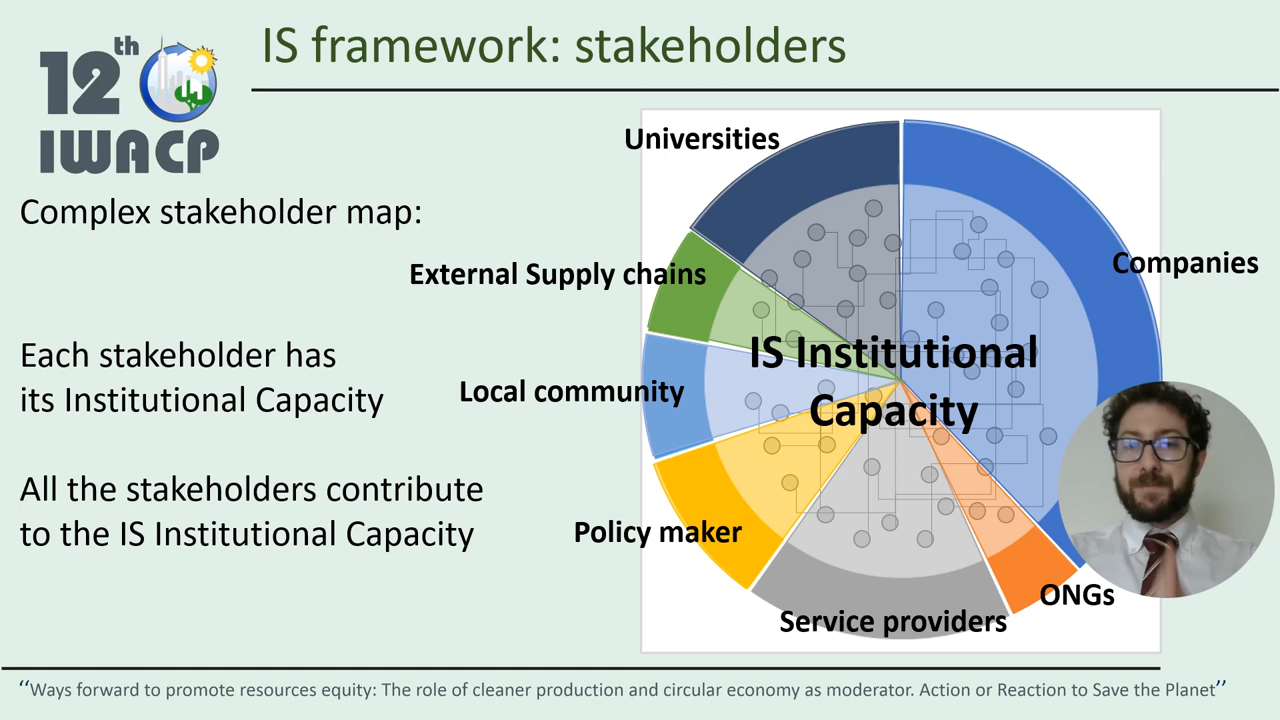 12th
IWACP
IS framework: stakeholders
Complex stakeholder map:
Each stakeholder has
its Institutional Capacity
All the stakeholders contribute
to the IS Institutional Capacity
Universities
External Supply chains
Companies
IS Institutional
Capacity
Local community
Policy maker
ONGs
Service providers
“Ways forward to promote resources equity: The role of cleaner production and circular economy as moderator. Action or Reaction to Save the Planet”